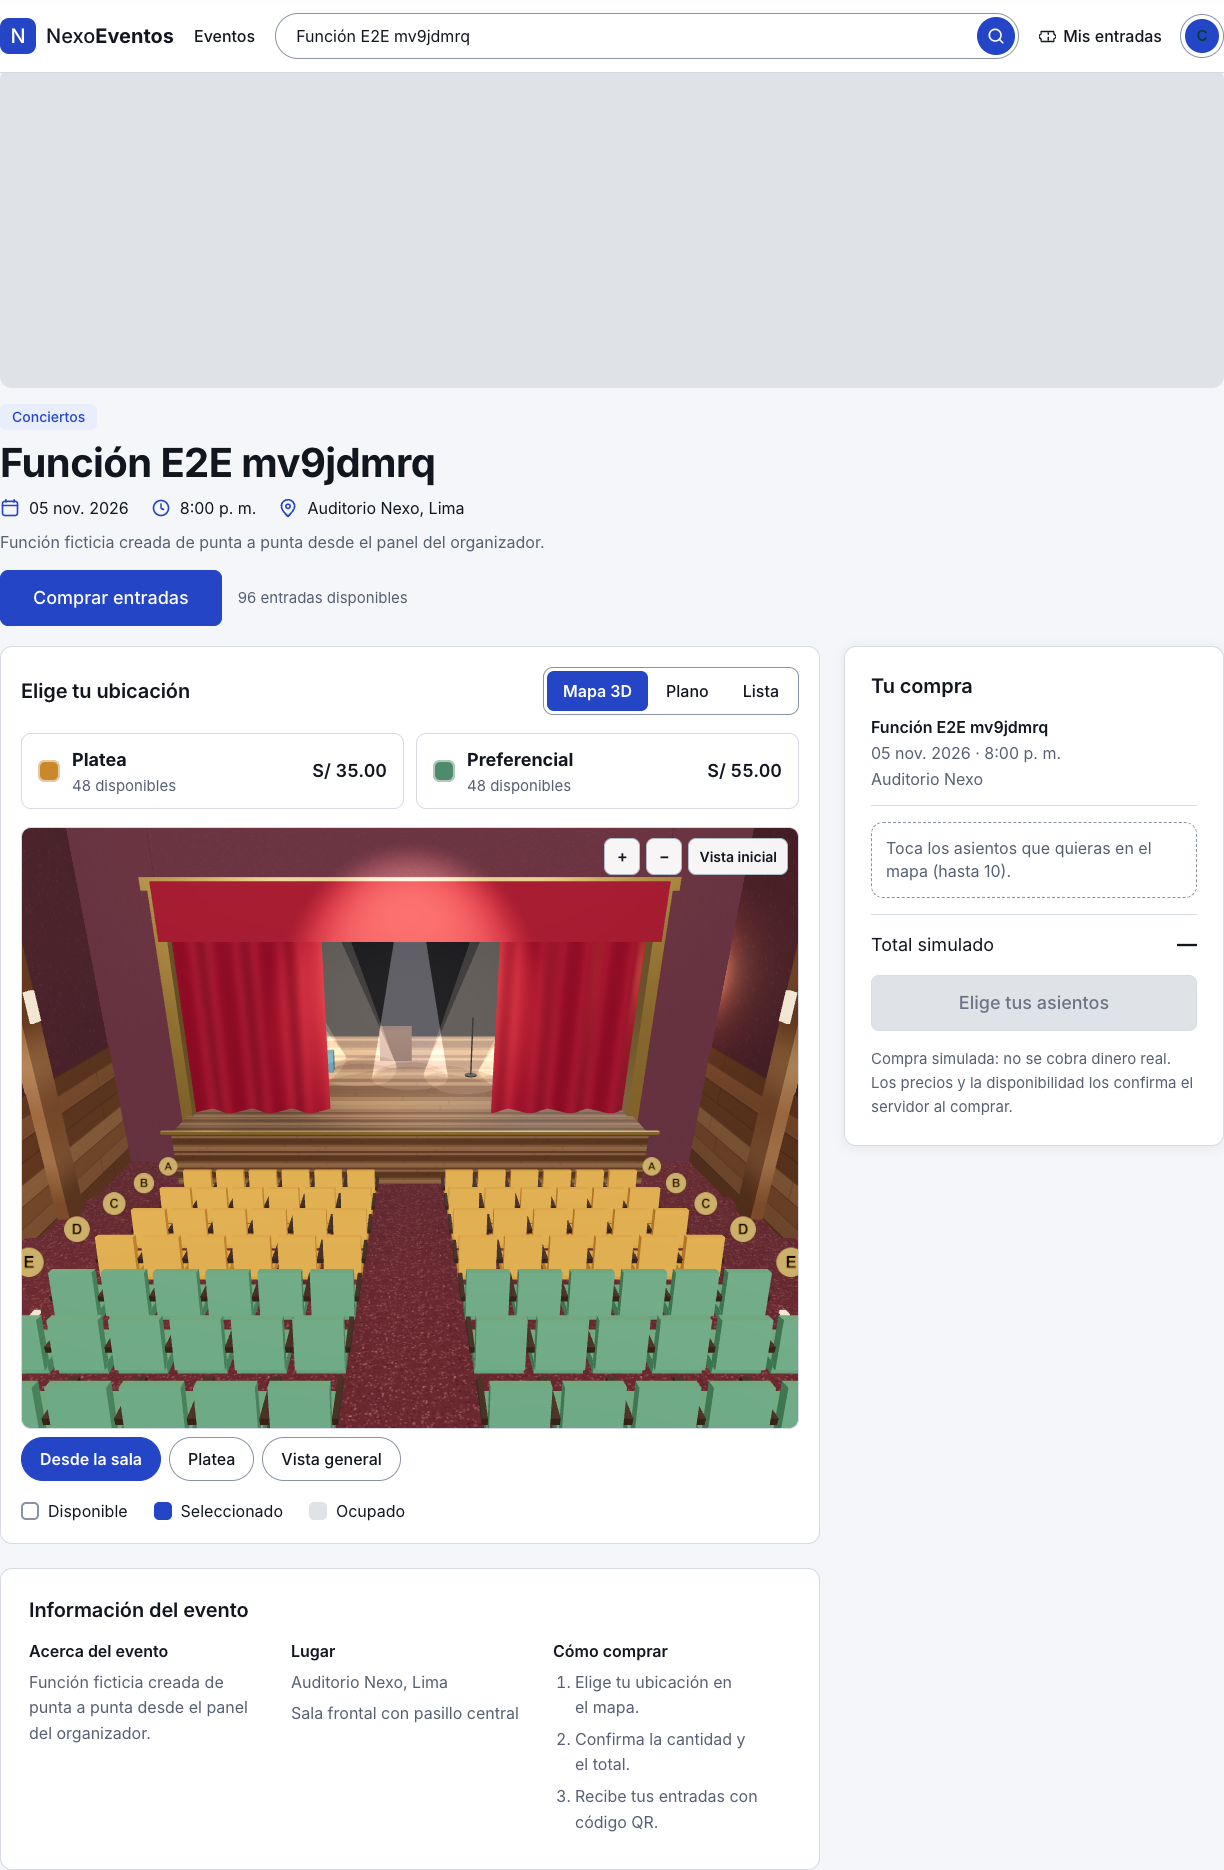 N NexoEventos Eventos Función E2E mv9jdmrq Mis entradas C
Conciertos
Función E2E mv9jdmrq
05 nov. 2026 8:00 p. m. Auditorio Nexo, Lima
Función ficticia creada de punta a punta desde el panel del organizador.
Comprar entradas 96 entradas disponibles
Elige tu ubicación Mapa 3D Plano Lista
Platea
48 disponibles
S/ 35.00
Preferencial
48 disponibles
S/ 55.00
+ − Vista inicial
A A
B B
C C
D D
E E
Desde la sala Platea Vista general
Disponible Seleccionado Ocupado
Tu compra
Función E2E mv9jdmrq
05 nov. 2026 · 8:00 p. m.
Auditorio Nexo
Toca los asientos que quieras en el
mapa (hasta 10).
Total simulado —
Elige tus asientos
Compra simulada: no se cobra dinero real.
Los precios y la disponibilidad los confirma el
servidor al comprar.
Información del evento
Acerca del evento
Función ficticia creada de
punta a punta desde el panel
del organizador.
Lugar
Auditorio Nexo, Lima
Sala frontal con pasillo central
Cómo comprar
1. Elige tu ubicación en
el mapa.
2. Confirma la cantidad y
el total.
3. Recibe tus entradas con
código QR.